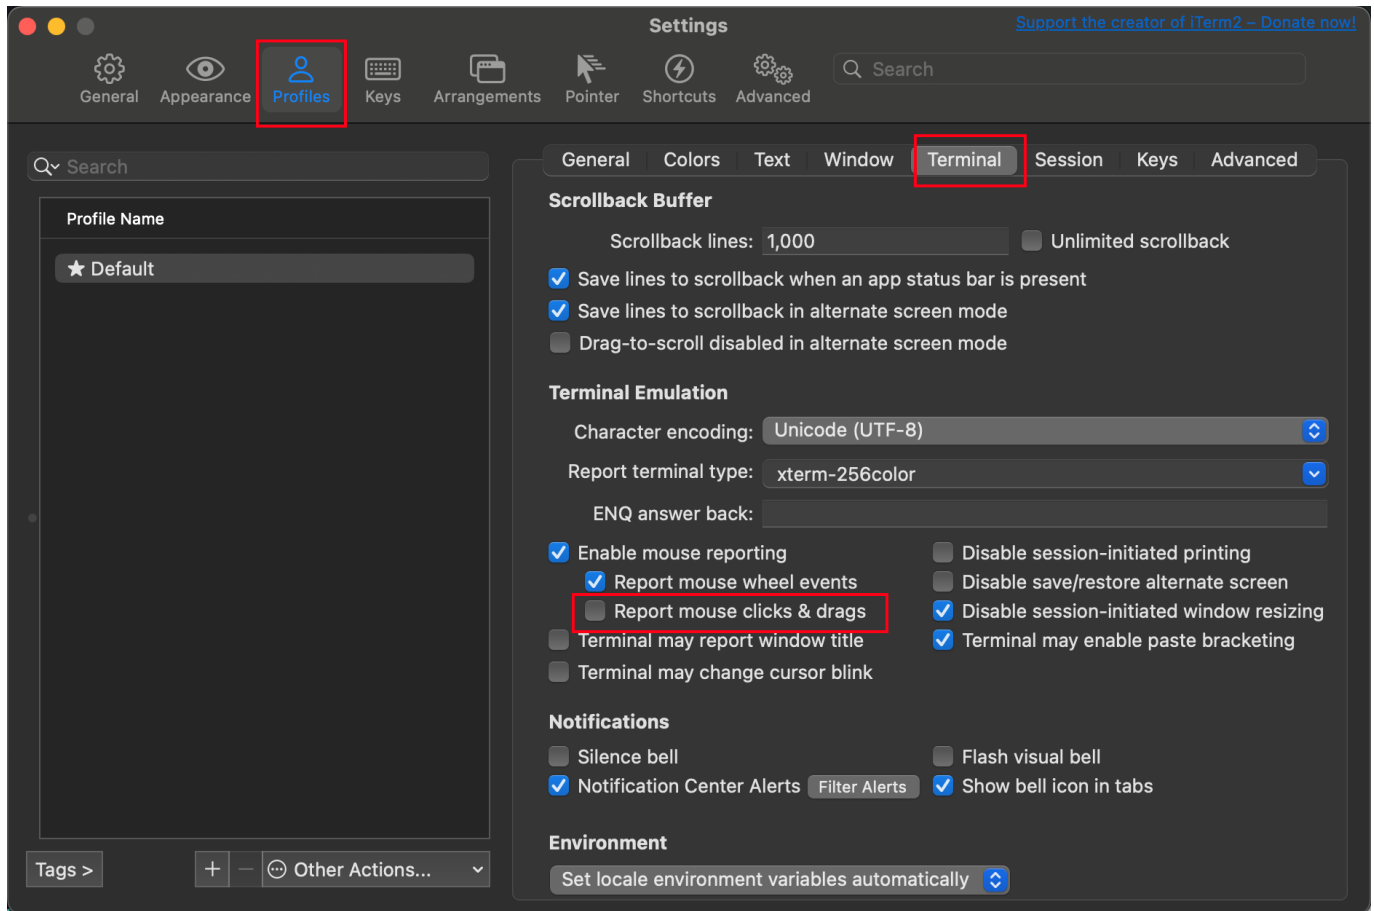 Settings
Support the creator of iTerm2 – Donate now!
General Appearance Profiles Keys Arrangements Pointer Shortcuts Advanced Search
Search
General Colors Text Window Terminal Session Keys Advanced
Profile Name
Default
Scrollback Buffer
Scrollback lines: 1,000 Unlimited scrollback
Save lines to scrollback when an app status bar is present
Save lines to scrollback in alternate screen mode
Drag-to-scroll disabled in alternate screen mode
Terminal Emulation
Character encoding: Unicode (UTF-8)
Report terminal type: xterm-256color
ENQ answer back:
Enable mouse reporting Disable session-initiated printing
Report mouse wheel events Disable save/restore alternate screen
Report mouse clicks & drags Disable session-initiated window resizing
Terminal may report window title Terminal may enable paste bracketing
Terminal may change cursor blink
Notifications
Silence bell Flash visual bell
Notification Center Alerts Filter Alerts Show bell icon in tabs
Environment
Set locale environment variables automatically
Tags > + − Other Actions...